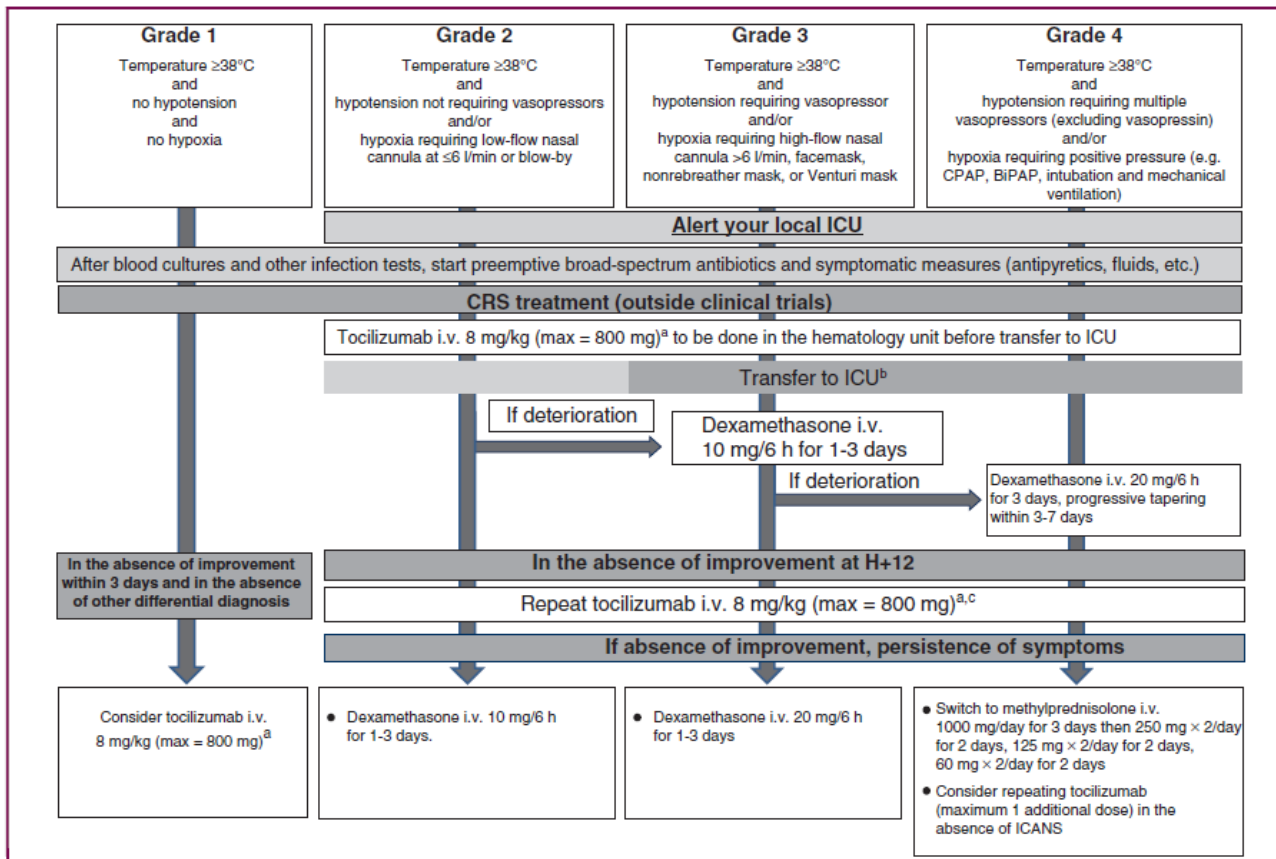 Grade 1
Temperature ≥38°C
and
no hypotension
and
no hypoxia
Grade 2
Temperature ≥38°C
and
hypotension not requiring vasopressors
and/or
hypoxia requiring low-flow nasal
cannula at ≤6 l/min or blow-by
Grade 3
Temperature ≥38°C
and
hypotension requiring vasopressor
and/or
hypoxia requiring high-flow nasal
cannula >6 l/min, facemask,
nonrebreather mask, or Venturi mask
Grade 4
Temperature ≥38°C
and
hypotension requiring multiple
vasopressors (excluding vasopressin)
and/or
hypoxia requiring positive pressure (e.g.
CPAP, BiPAP, intubation and mechanical
ventilation)
Alert your local ICU
After blood cultures and other infection tests, start preemptive broad-spectrum antibiotics and symptomatic measures (antipyretics, fluids, etc.)
CRS treatment (outside clinical trials)
Tocilizumab i.v. 8 mg/kg (max = 800 mg)a to be done in the hematology unit before transfer to ICU
Transfer to ICUb
If deterioration
Dexamethasone i.v.
10 mg/6 h for 1-3 days
If deterioration
Dexamethasone i.v. 20 mg/6 h
for 3 days, progressive tapering
within 3-7 days
In the absence of improvement
within 3 days and in the absence
of other differential diagnosis
In the absence of improvement at H+12
Repeat tocilizumab i.v. 8 mg/kg (max = 800 mg)a,c
If absence of improvement, persistence of symptoms
Consider tocilizumab i.v.
8 mg/kg (max = 800 mg)a
• Dexamethasone i.v. 10 mg/6 h
for 1-3 days.
• Dexamethasone i.v. 20 mg/6 h
for 1-3 days
• Switch to methylprednisolone i.v.
1000 mg/day for 3 days then 250 mg × 2/day
for 2 days, 125 mg × 2/day for 2 days,
60 mg × 2/day for 2 days
• Consider repeating tocilizumab
(maximum 1 additional dose) in the
absence of ICANS